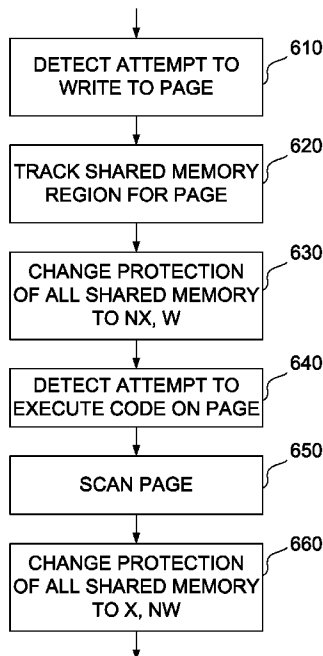 610
DETECT ATTEMPT TO
WRITE TO PAGE
620
TRACK SHARED MEMORY
REGION FOR PAGE
630
CHANGE PROTECTION
OF ALL SHARED MEMORY
TO NX, W
640
DETECT ATTEMPT TO
EXECUTE CODE ON PAGE
650
SCAN PAGE
660
CHANGE PROTECTION
OF ALL SHARED MEMORY
TO X, NW